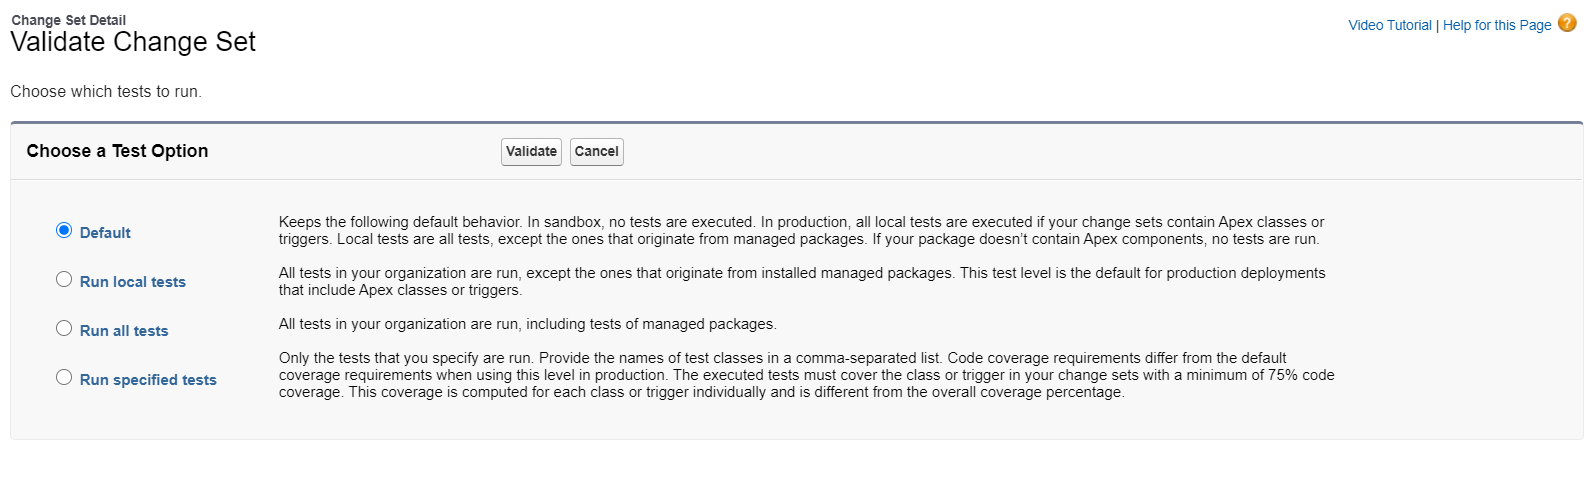 Change Set Detail
Validate Change Set
Video Tutorial | Help for this Page ?
Choose which tests to run.
Choose a Test Option
Validate Cancel
Default
Keeps the following default behavior. In sandbox, no tests are executed. In production, all local tests are executed if your change sets contain Apex classes or
triggers. Local tests are all tests, except the ones that originate from managed packages. If your package doesn’t contain Apex components, no tests are run.
Run local tests
All tests in your organization are run, except the ones that originate from installed managed packages. This test level is the default for production deployments
that include Apex classes or triggers.
Run all tests
All tests in your organization are run, including tests of managed packages.
Run specified tests
Only the tests that you specify are run. Provide the names of test classes in a comma-separated list. Code coverage requirements differ from the default
coverage requirements when using this level in production. The executed tests must cover the class or trigger in your change sets with a minimum of 75% code
coverage. This coverage is computed for each class or trigger individually and is different from the overall coverage percentage.